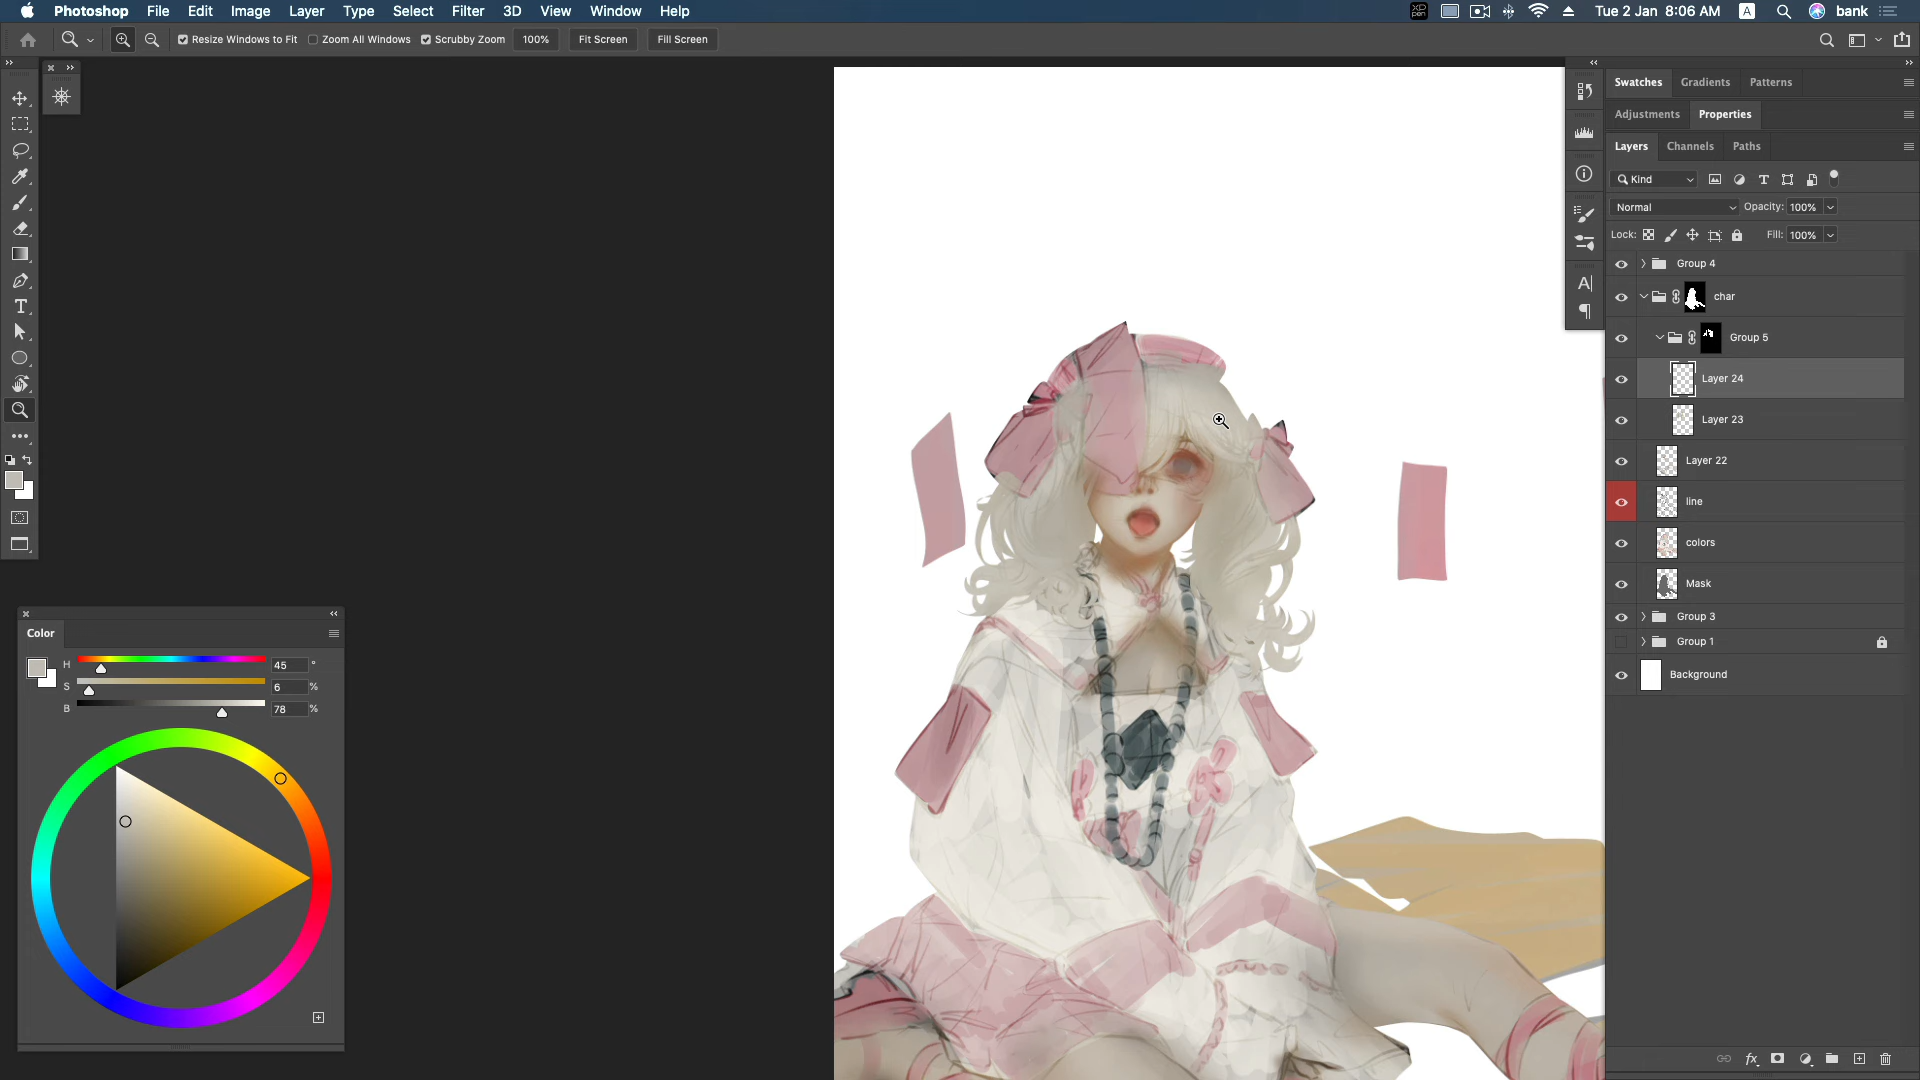 Photoshop File Edit Image Layer Type Select Filter 3D View Window Help
XP PEN
Tue 2 Jan 8:06 AM A bank
Resize Windows to Fit Zoom All Windows Scrubby Zoom 100% Fit Screen Fill Screen
Swatches Gradients Patterns
Adjustments Properties
Layers Channels Paths
Kind
Normal Opacity: 100%
Lock: Fill: 100%
Group 4
char
Group 5
Layer 24
Layer 23
Layer 22
line
colors
Mask
Group 3
Group 1
Background
Color
H 45 °
S 6 %
B 78 %